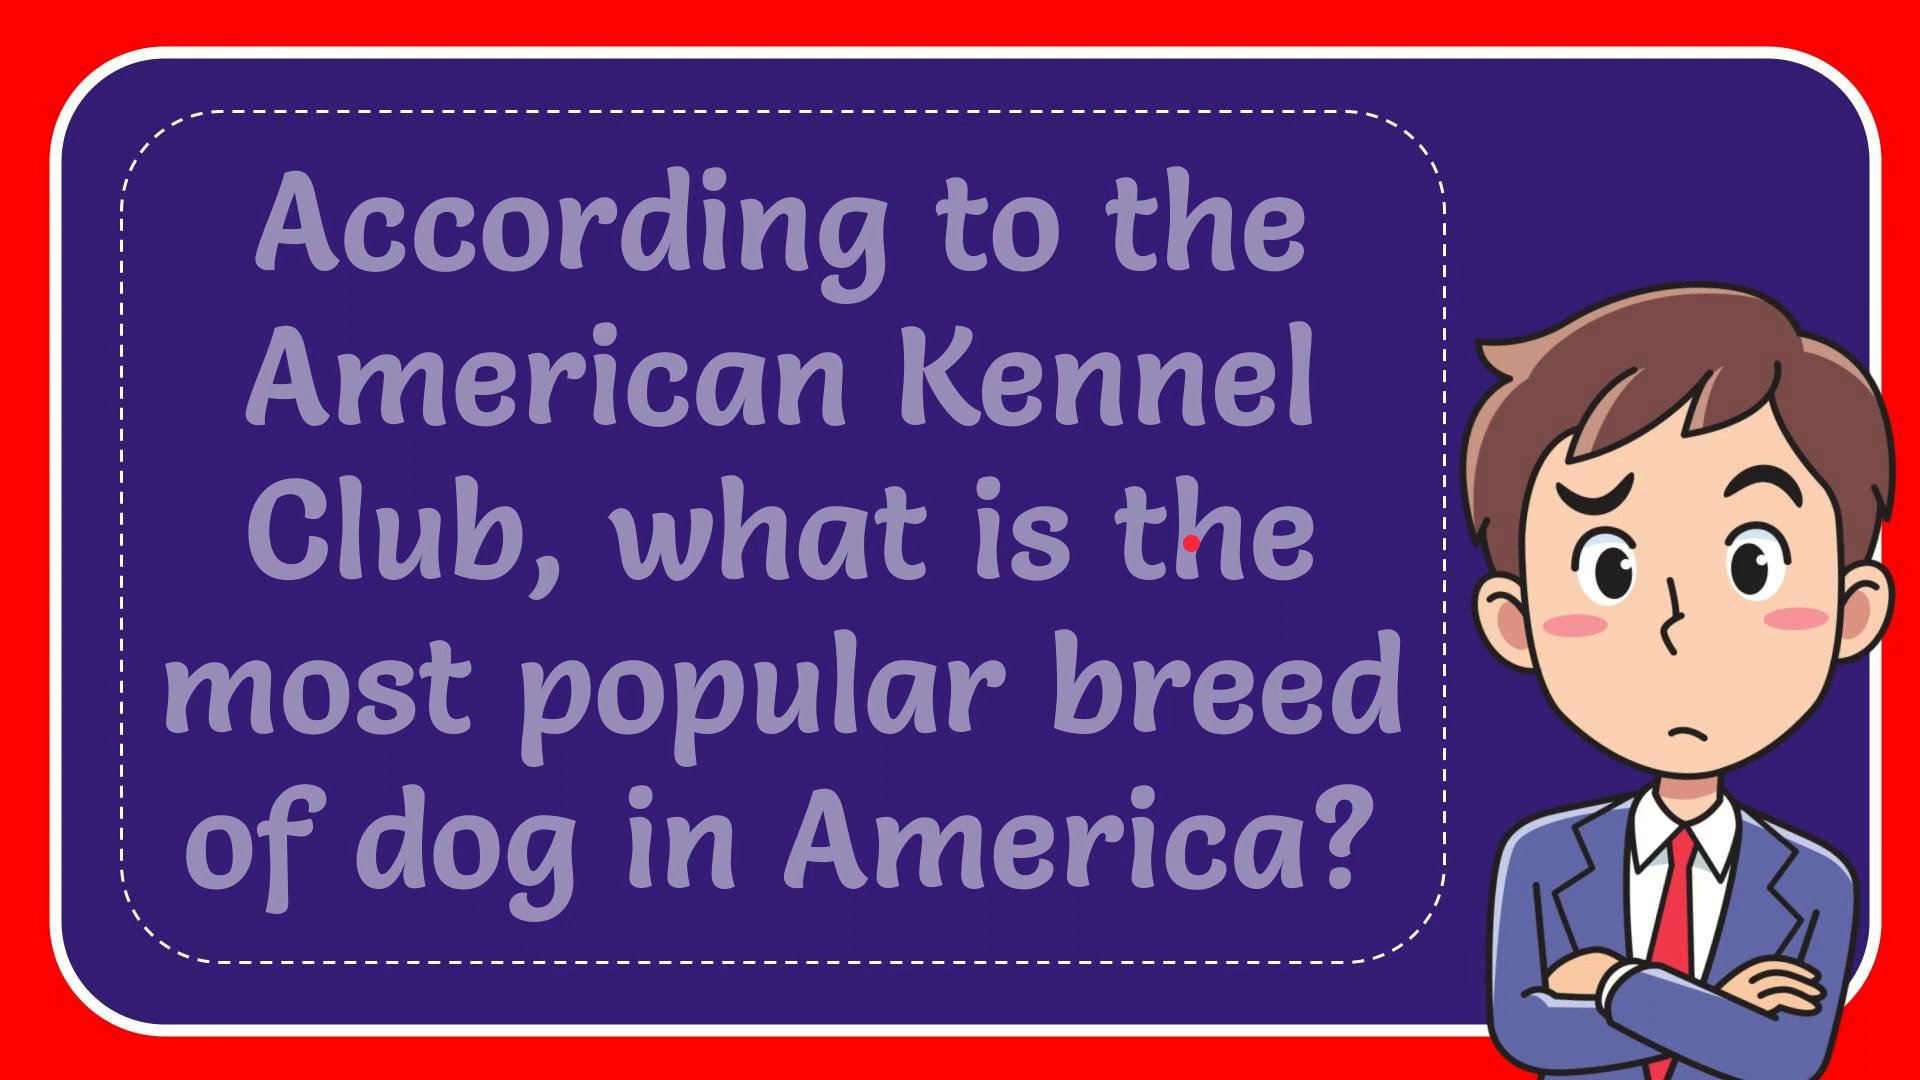 According to the
American Kennel
Club, what is the
most popular breed
of dog in America?